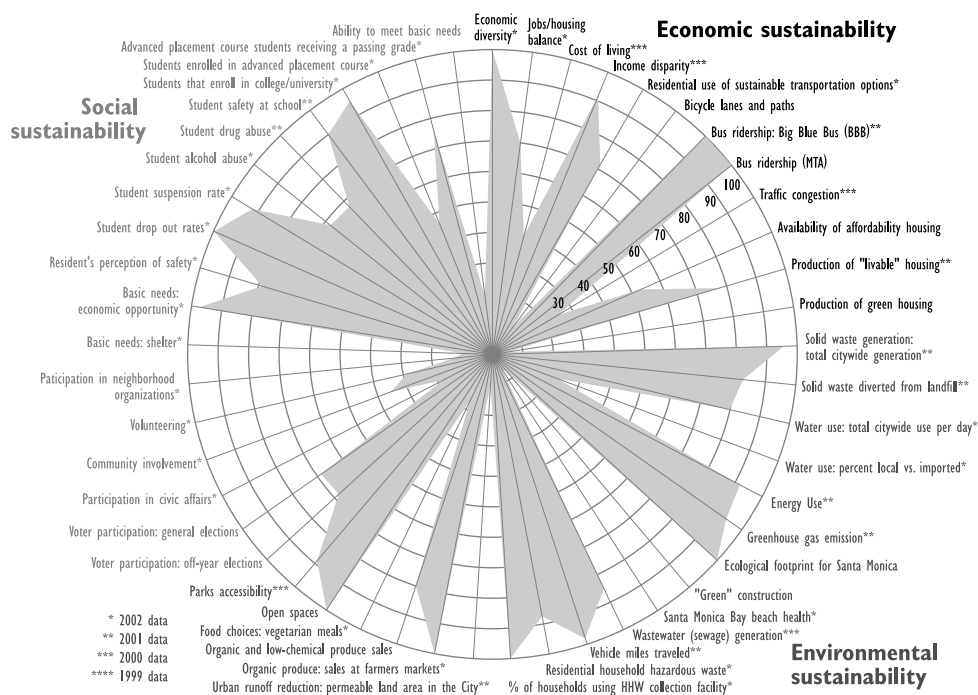 Economic sustainability
Economic
diversity*
Jobs/housing
balance*
Cost of living***
Income disparity***
Residential use of sustainable transportation options*
Bicycle lanes and paths
Bus ridership: Big Blue Bus (BBB)**
Bus ridership (MTA)
Traffic congestion***
Availability of affordability housing
Production of "livable" housing**
Production of green housing
100
90
80
70
60
50
40
30
Solid waste generation:
total citywide generation**
Solid waste diverted from landfill**
Water use: total citywide use per day*
Water use: percent local vs. imported*
Energy Use**
Greenhouse gas emission**
Ecological footprint for Santa Monica
"Green" construction
Santa Monica Bay beach health*
Wastewater (sewage) generation***
Vehicle miles traveled**
Residential household hazardous waste*
% of households using HHW collection facility*
Environmental
sustainability
Urban runoff reduction: permeable land area in the City**
Organic produce: sales at farmers markets*
Organic and low-chemical produce sales
Food choices: vegetarian meals*
Open spaces
Parks accessibility***
Voter participation: off-year elections
Voter participation: general elections
Participation in civic affairs*
Community involvement*
Volunteering*
Paticipation in neighborhood
organizations*
Basic needs: shelter*
Basic needs:
economic opportunity*
Resident's perception of safety*
Student drop out rates*
Student suspension rate*
Student alcohol abuse*
Student drug abuse**
Student safety at school**
Students that enroll in college/university*
Students enrolled in advanced placement course*
Advanced placement course students receiving a passing grade*
Ability to meet basic needs
Social
sustainability
* 2002 data
** 2001 data
*** 2000 data
**** 1999 data